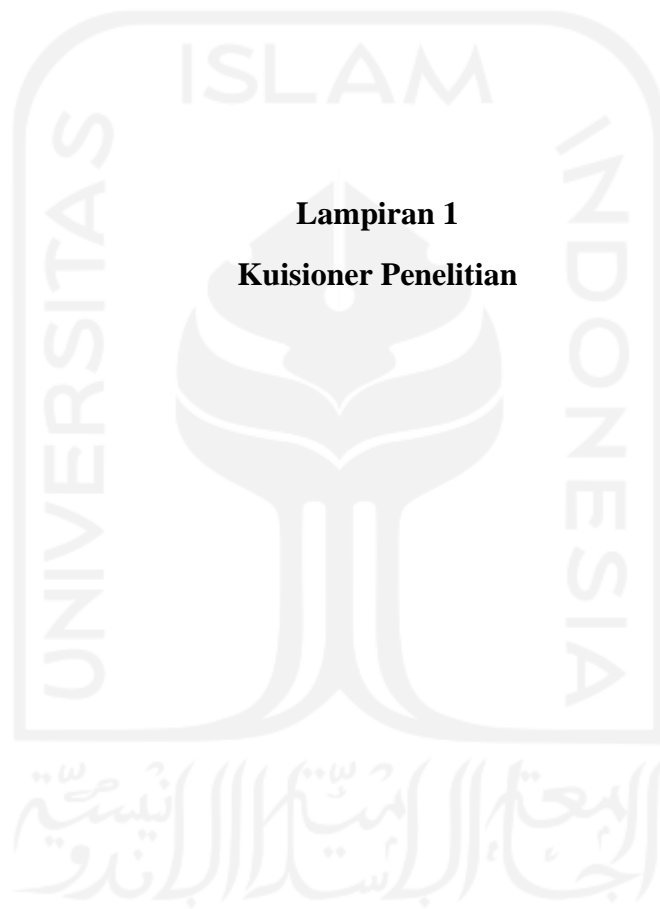 ISLAM
UNIVERSITAS
INDONESIA
Lampiran 1
Kuisioner Penelitian